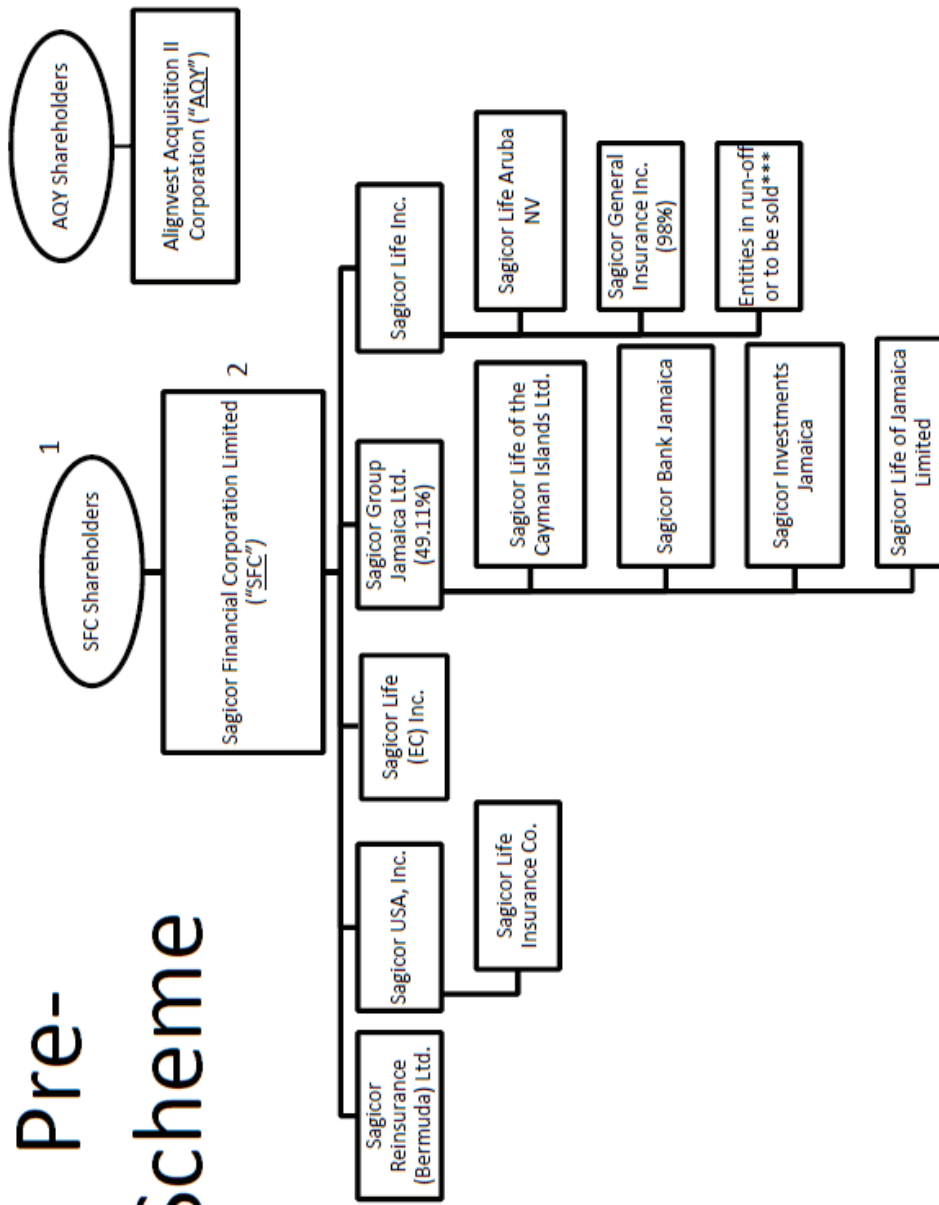 Pre-
Scheme
1
SFC Shareholders
AQY Shareholders
2
Sagicor Financial Corporation Limited
("SFC")
Alignvest Acquisition II
Corporation ("AQY")
Sagicor
Reinsurance
(Bermuda) Ltd.
Sagicor USA, Inc.
Sagicor Life
(EC) Inc.
Sagicor Group
Jamaica Ltd.
(49.11%)
Sagicor Life Inc.
Sagicor Life
Insurance Co.
Sagicor Life of the
Cayman Islands Ltd.
Sagicor Bank Jamaica
Sagicor Investments
Jamaica
Sagicor Life of Jamaica
Limited
Sagicor Life Aruba
NV
Sagicor General
Insurance Inc.
(98%)
Entities in run-off
or to be sold***